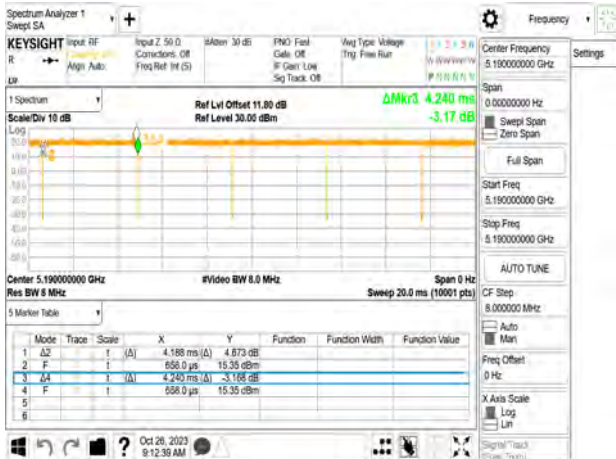 Spectrum Analyzer 1
Swept SA
+
Frequency
KEYSIGHT
Input: RF
Input Z: 50 Ω
#Atten: 30 dB
PNO: Fast
Avg Type: Voltage
R
Corrections: Off
Gate: Off
Trig: Free Run
Align: Auto
Freq Ref: Int (S)
IF Gain: Low
Sig Track: Off
Center Frequency
5.190000000 GHz
Settings
1 Spectrum
Ref Lvl Offset 11.80 dB
ΔMkr3 4.240 ms
Scale/Div 10 dB
Ref Level 30.00 dBm
-3.17 dB
Log
Span
0.00000000 Hz
Swept Span
Zero Span
Full Span
Start Freq
5.190000000 GHz
Stop Freq
5.190000000 GHz
AUTO TUNE
Center 5.190000000 GHz
#Video BW 8.0 MHz
Span 0 Hz
Res BW 8 MHz
Sweep 20.0 ms (10001 pts)
CF Step
8.000000 MHz
Auto
Man
5 Marker Table
Mode Trace Scale X Y Function Function Width Function Value
1 Δ2 t (Δ) 4.188 ms (Δ) 4.673 dB
2 F t 656.0 µs 15.35 dBm
3 Δ4 t (Δ) 4.240 ms (Δ) -3.168 dB
4 F t 656.0 µs 15.35 dBm
5
6
Freq Offset
0 Hz
X Axis Scale
Log
Lin
Signal Track
?
Oct 26, 2023
9:12:39 AM